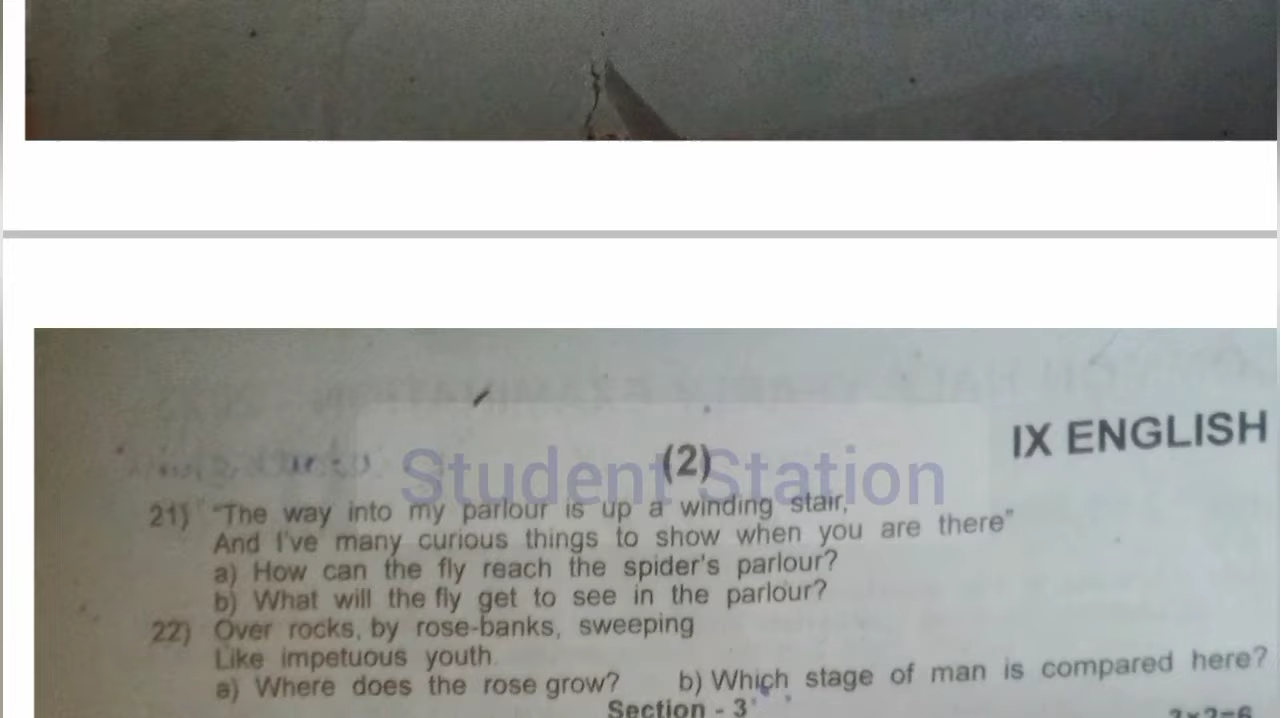 IX ENGLISH
(2)
Student Station
21) "The way into my parlour is up a winding stair,
And I've many curious things to show when you are there"
a) How can the fly reach the spider's parlour?
b) What will the fly get to see in the parlour?
22) Over rocks, by rose-banks, sweeping
Like impetuous youth.
a) Where does the rose grow? b) Which stage of man is compared here?
Section - 3
3×2=6